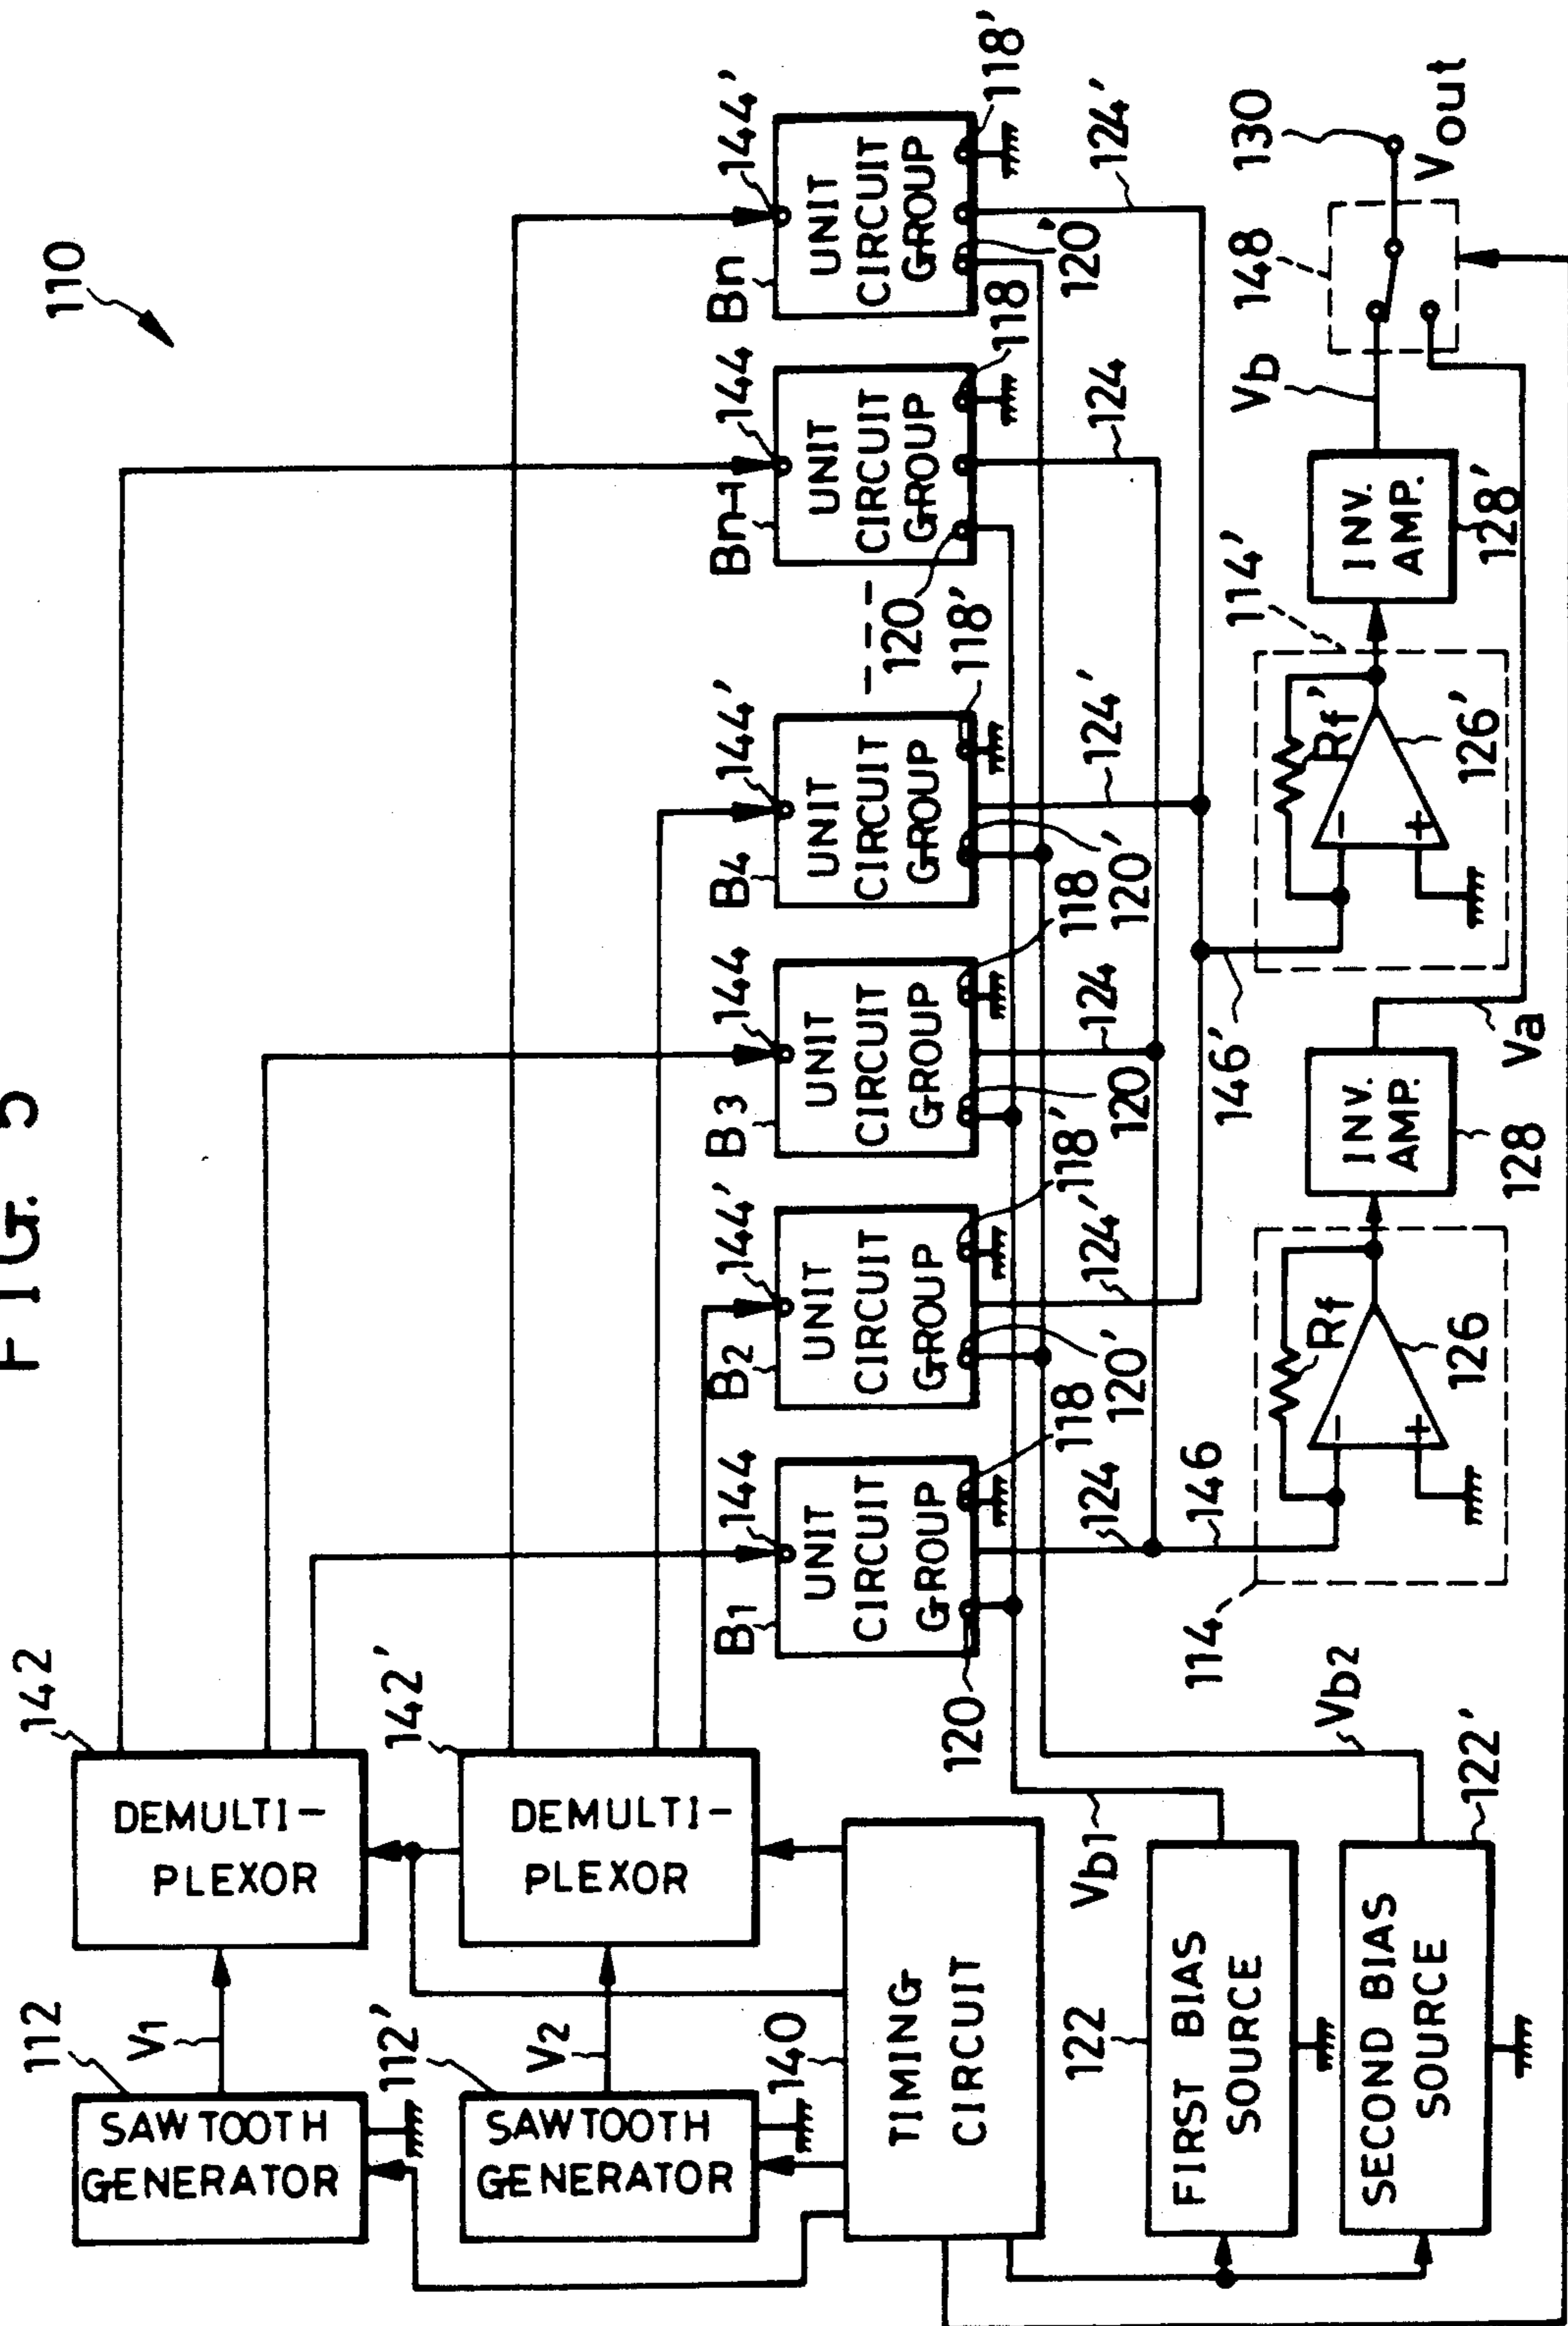 FIG. 5
110
112
SAWTOOTH
GENERATOR
V1
142
DEMULTI-
PLEXOR
112'
SAWTOOTH
GENERATOR
V2
142'
DEMULTI-
PLEXOR
140
TIMING
CIRCUIT
122
FIRST BIAS
SOURCE
Vb1
SECOND BIAS
SOURCE
122'
Vb2
B1
144
UNIT
CIRCUIT
GROUP
120
118
124
B2
144'
UNIT
CIRCUIT
GROUP
120'
118'
124'
B3
144
UNIT
CIRCUIT
GROUP
120
118
124
B4
144'
UNIT
CIRCUIT
GROUP
120'
118'
124'
Bn-1
144
UNIT
CIRCUIT
GROUP
120
118
124
Bn
144'
UNIT
CIRCUIT
GROUP
120'
118'
124'
114
146
Rf
-
+
126
INV.
AMP.
128
Va
146'
114'
Rf'
-
+
126'
INV.
AMP.
128'
Vb
148
130
Vout